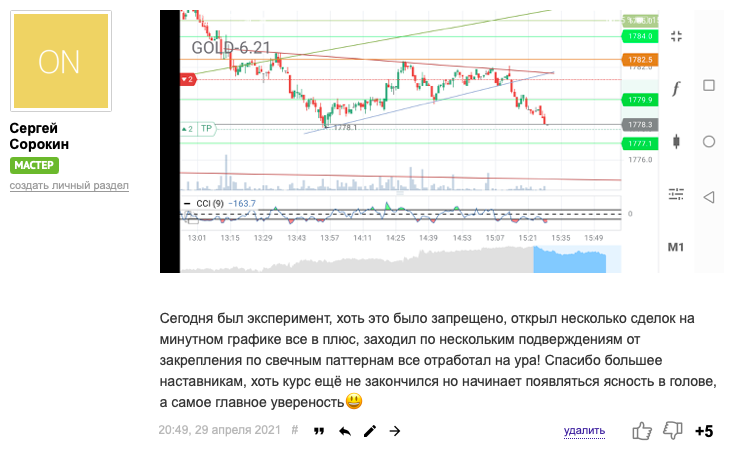 ON
Сергей
Сорокин
МАСТЕР
создать личный раздел
GOLD-6.21
1784.0
1782.5
1782.0
2
1779.9
2 TP
1778.1
1778.3
1777.1
1776.0
CCI (9) −163.7
0
13:01 13:15 13:29 13:43 13:57 14:11 14:25 14:39 14:53 15:07 15:21 15:35 15:49
f
M1
Сегодня был эксперимент, хоть это было запрещено, открыл несколько сделок на
минутном графике все в плюс, заходил по нескольким подверждениям от
закрепления по свечным паттернам все отработал на ура! Спасибо большее
наставникам, хоть курс ещё не закончился но начинает появляться ясность в голове,
а самое главное увереность😃
20:49, 29 апреля 2021 #
удалить
+5